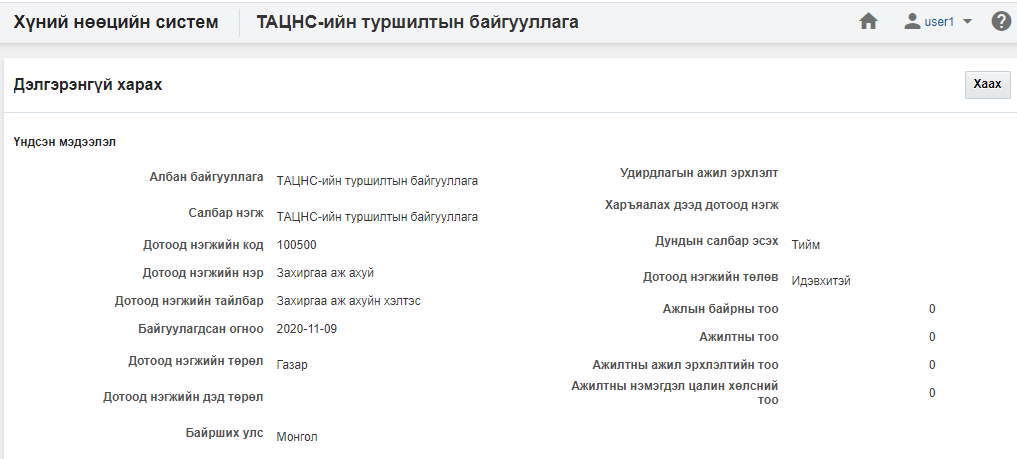 Хүний нөөцийн систем
ТАЦНС-ийн туршилтын байгууллага
user1
?
Дэлгэрэнгүй харах
Хаах
Үндсэн мэдээлэл
Албан байгууллага ТАЦНС-ийн туршилтын байгууллага
Салбар нэгж ТАЦНС-ийн туршилтын байгууллага
Дотоод нэгжийн код 100500
Дотоод нэгжийн нэр Захиргаа аж ахуй
Дотоод нэгжийн тайлбар Захиргаа аж ахуйн хэлтэс
Байгуулагдсан огноо 2020-11-09
Дотоод нэгжийн төрөл Газар
Дотоод нэгжийн дэд төрөл
Байрших улс Монгол
Удирдлагын ажил эрхлэлт
Харъяалах дээд дотоод нэгж
Дундын салбар эсэх Тийм
Дотоод нэгжийн төлөв Идэвхитэй
Ажлын байрны тоо 0
Ажилтны тоо 0
Ажилтны ажил эрхлэлтийн тоо 0
Ажилтны нэмэгдэл цалин хөлсний
тоо 0